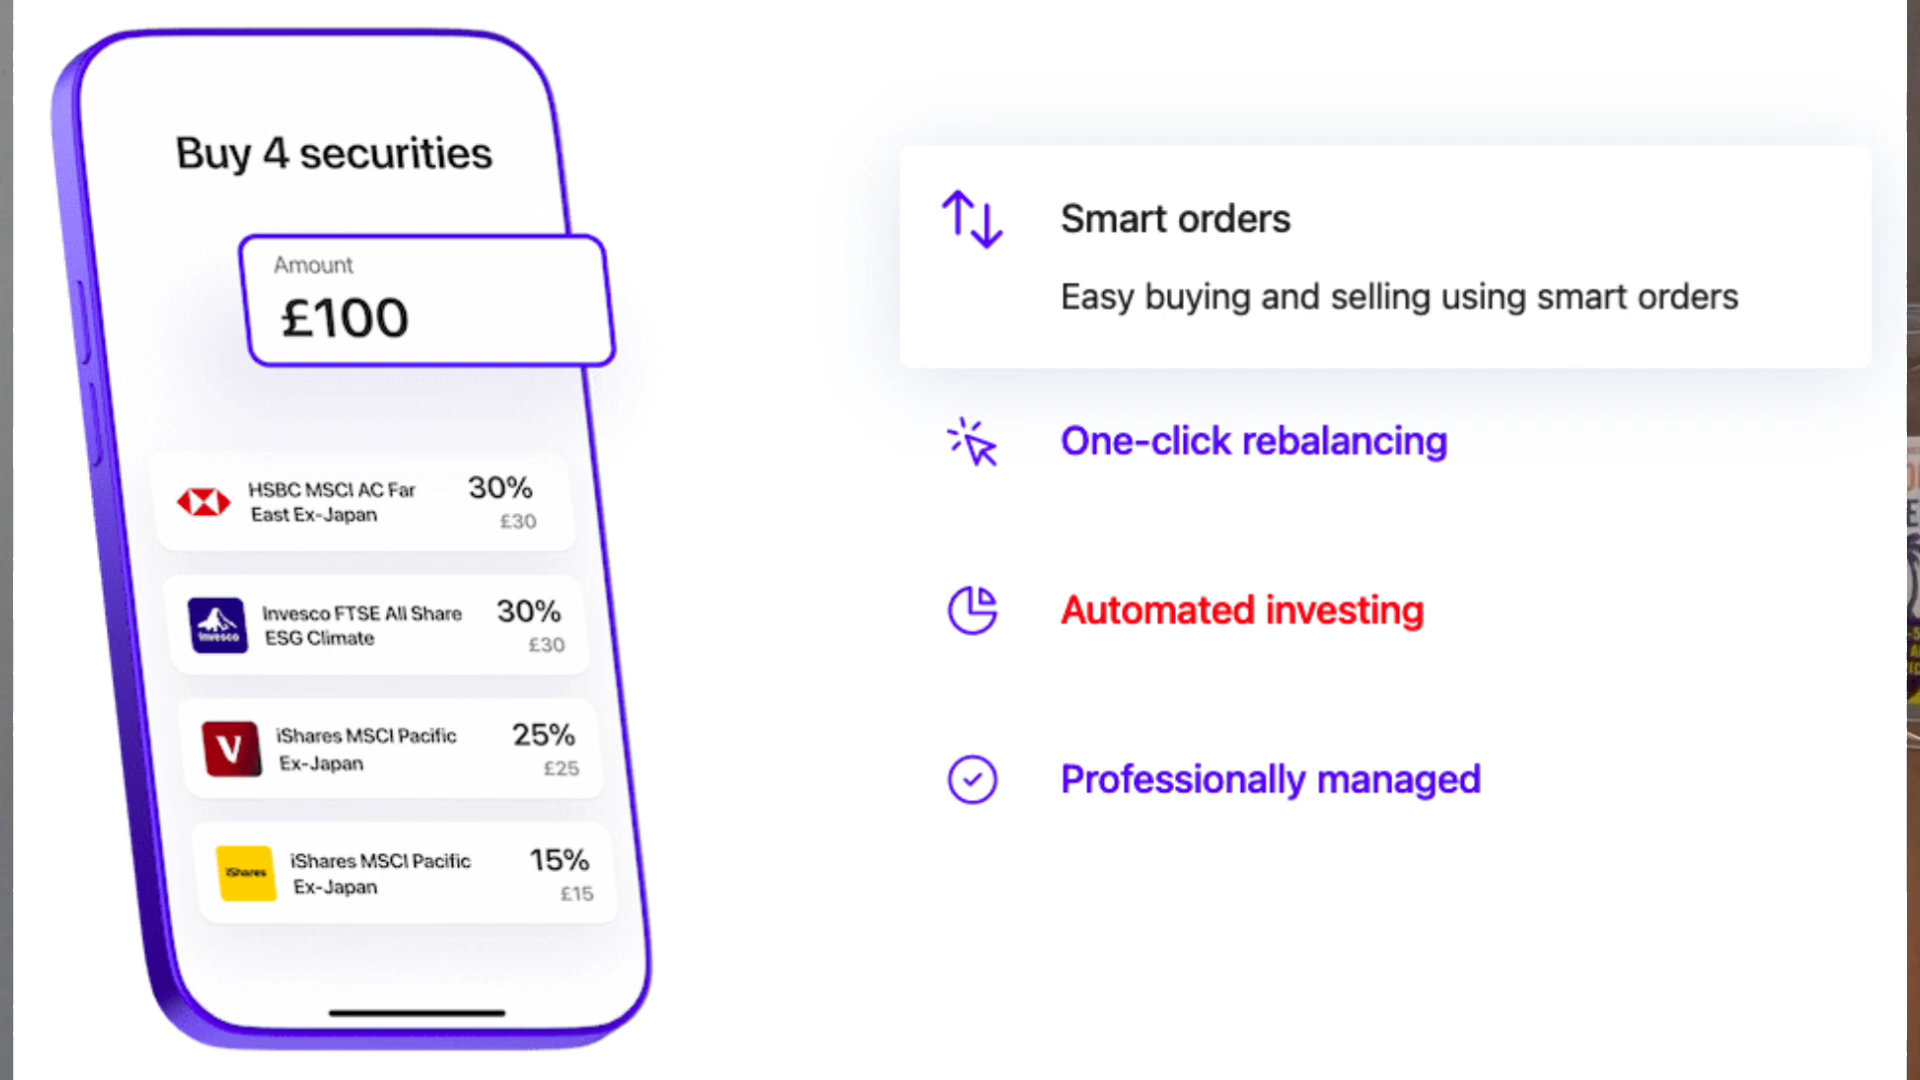 Buy 4 securities
Amount
£100
HSBC MSCI AC Far
East Ex-Japan
30%
£30
Invesco
Invesco FTSE All Share
ESG Climate
30%
£30
V
iShares MSCI Pacific
Ex-Japan
25%
£25
iShares
iShares MSCI Pacific
Ex-Japan
15%
£15
Smart orders
Easy buying and selling using smart orders
One-click rebalancing
Automated investing
Professionally managed